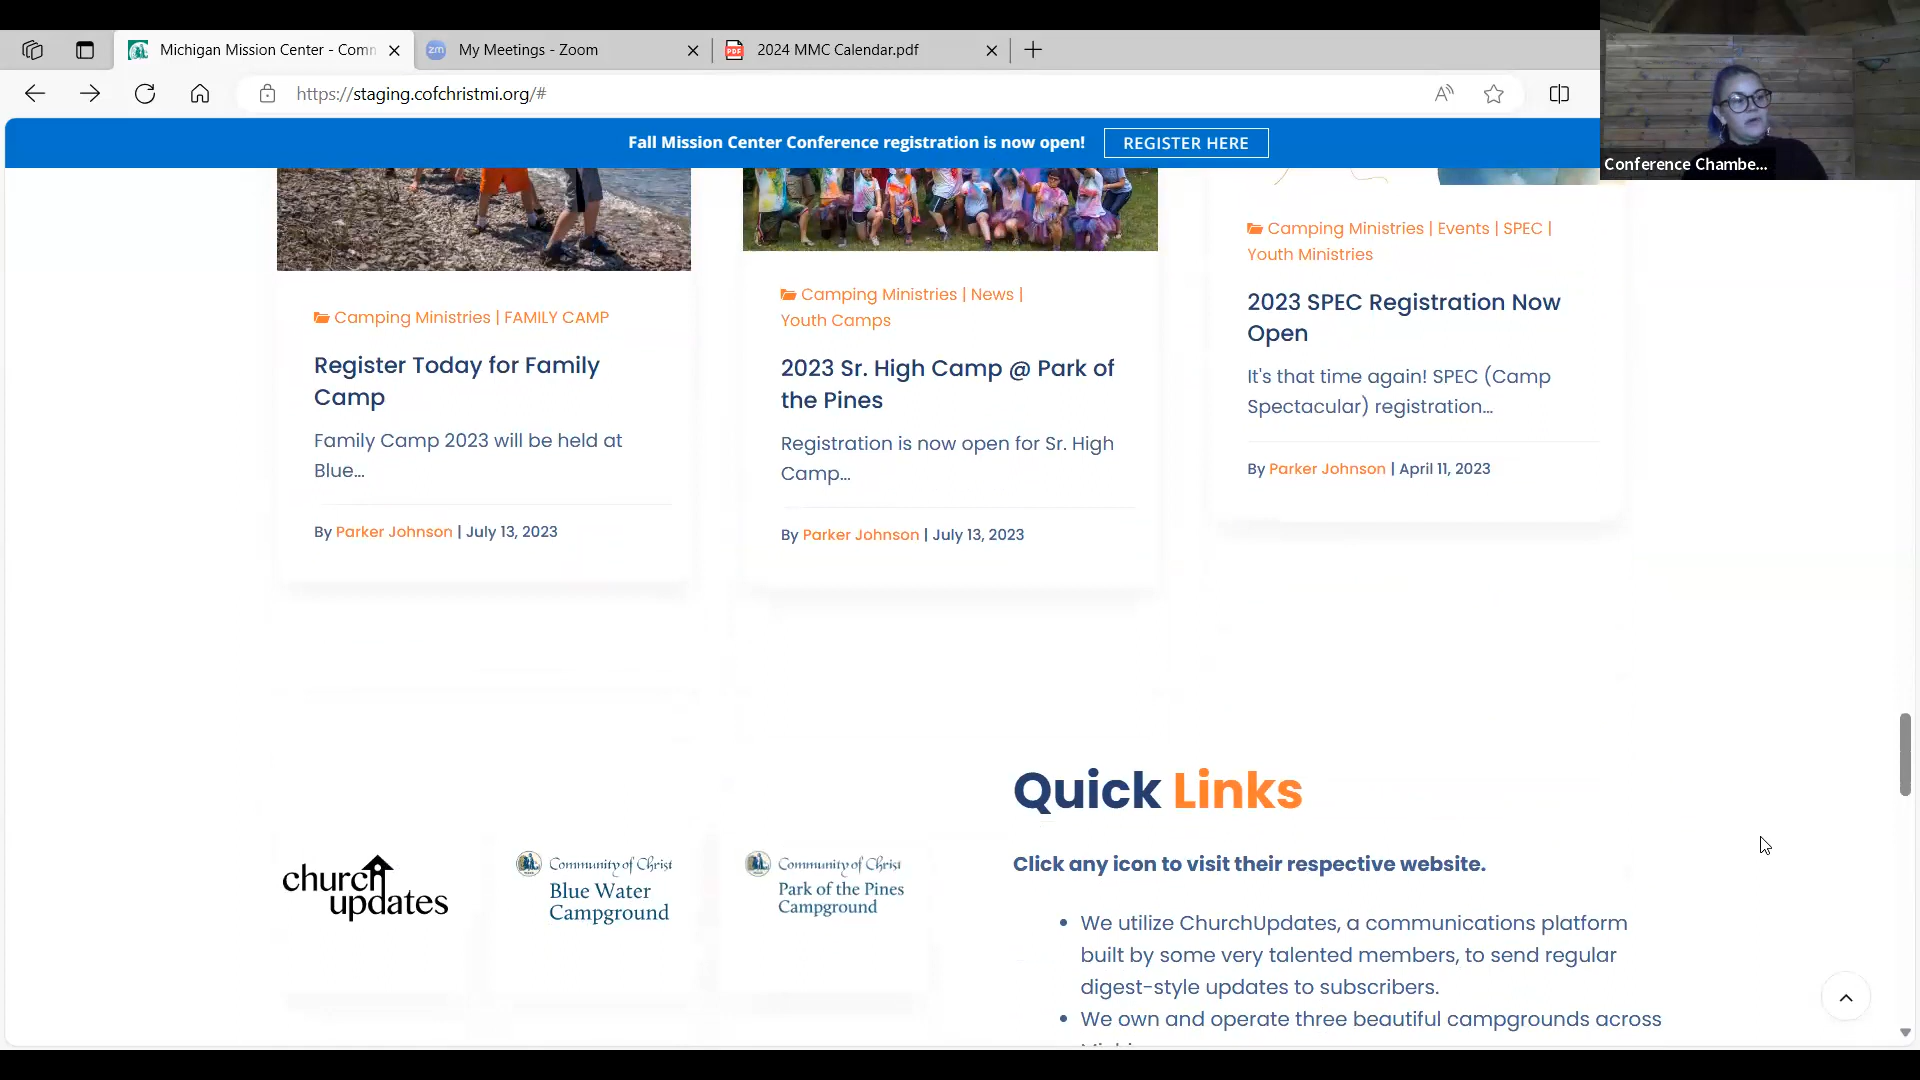 Michigan Mission Center - Comm
My Meetings - Zoom
2024 MMC Calendar.pdf
https://staging.cofchristmi.org/#
Fall Mission Center Conference registration is now open!
REGISTER HERE
Conference Chambe...
Camping Ministries | FAMILY CAMP
Register Today for Family
Camp
Family Camp 2023 will be held at
Blue...
By Parker Johnson | July 13, 2023
Camping Ministries | News |
Youth Camps
2023 Sr. High Camp @ Park of
the Pines
Registration is now open for Sr. High
Camp...
By Parker Johnson | July 13, 2023
Camping Ministries | Events | SPEC |
Youth Ministries
2023 SPEC Registration Now
Open
It's that time again! SPEC (Camp
Spectacular) registration...
By Parker Johnson | April 11, 2023
church
updates
Community of Christ
Blue Water
Campground
Community of Christ
Park of the Pines
Campground
Quick Links
Click any icon to visit their respective website.
• We utilize ChurchUpdates, a communications platform
built by some very talented members, to send regular
digest-style updates to subscribers.
• We own and operate three beautiful campgrounds across